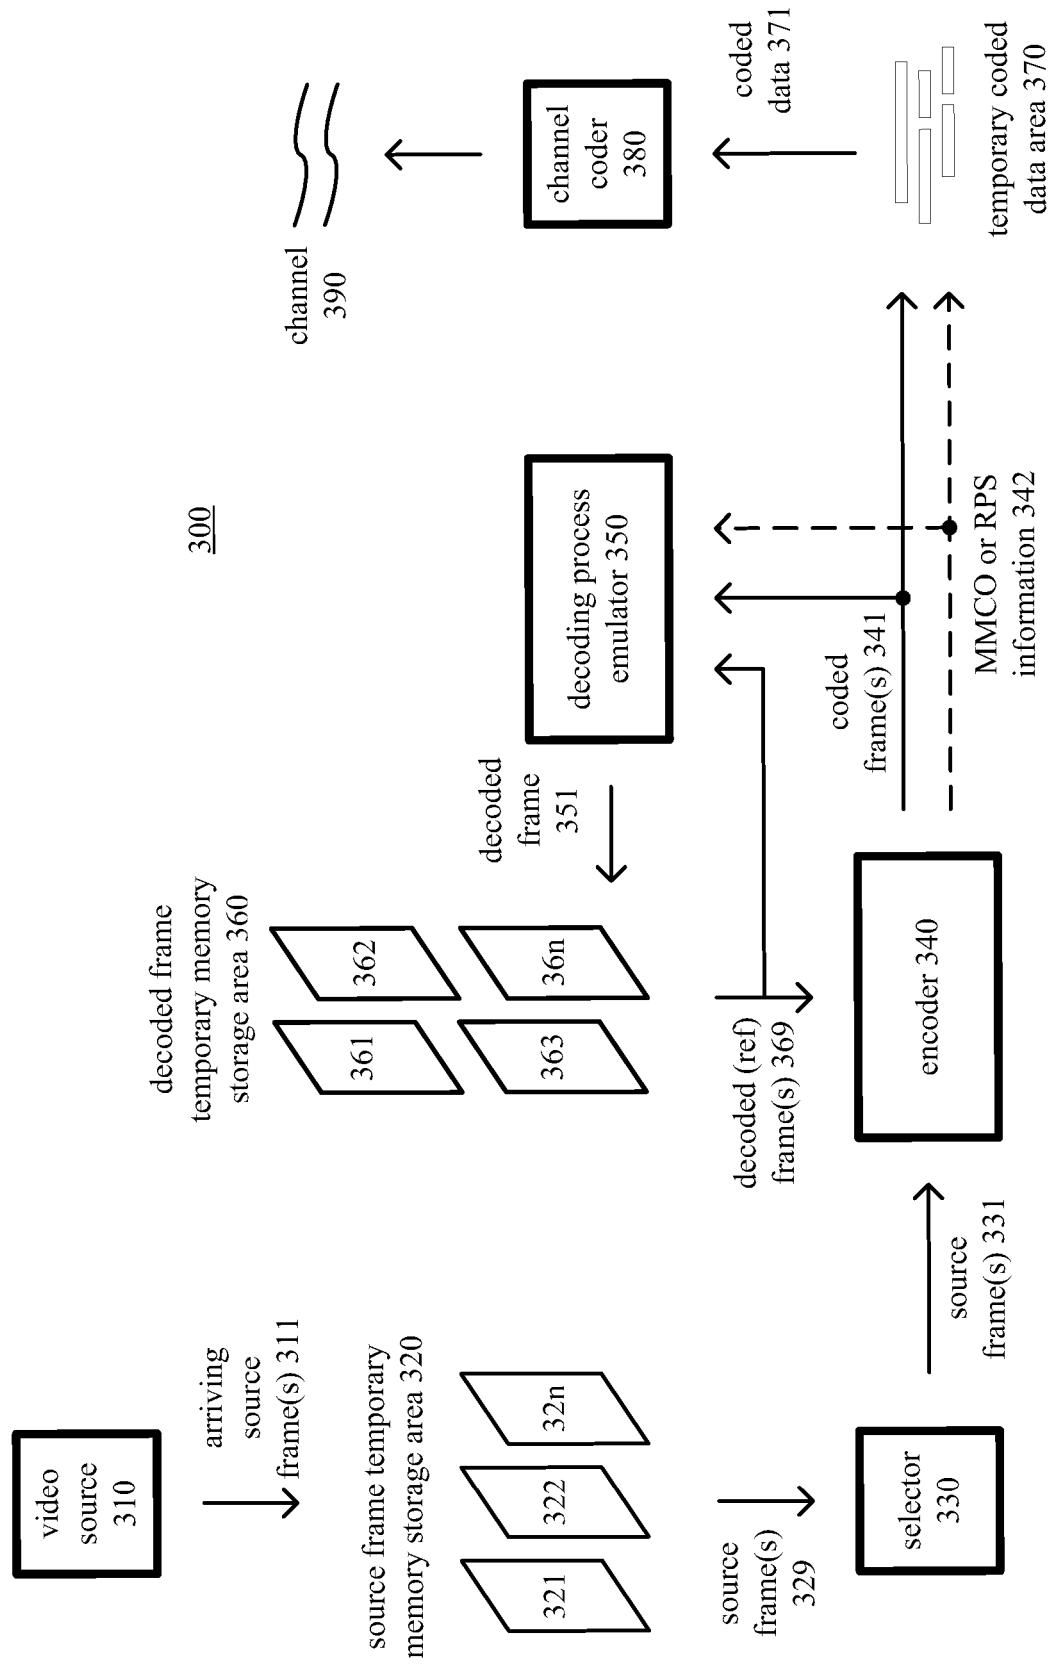 300
video
source
310
arriving
source
frame(s) 311
source frame temporary
memory storage area 320
321
322
32n
source
frame(s)
329
selector
330
source
frame(s) 331
decoded frame
temporary memory
storage area 360
361
362
363
36n
decoded
frame
351
decoding process
emulator 350
decoded (ref)
frame(s) 369
encoder 340
coded
frame(s) 341
MMCO or RPS
information 342
channel
390
channel
coder
380
coded
data 371
temporary coded
data area 370